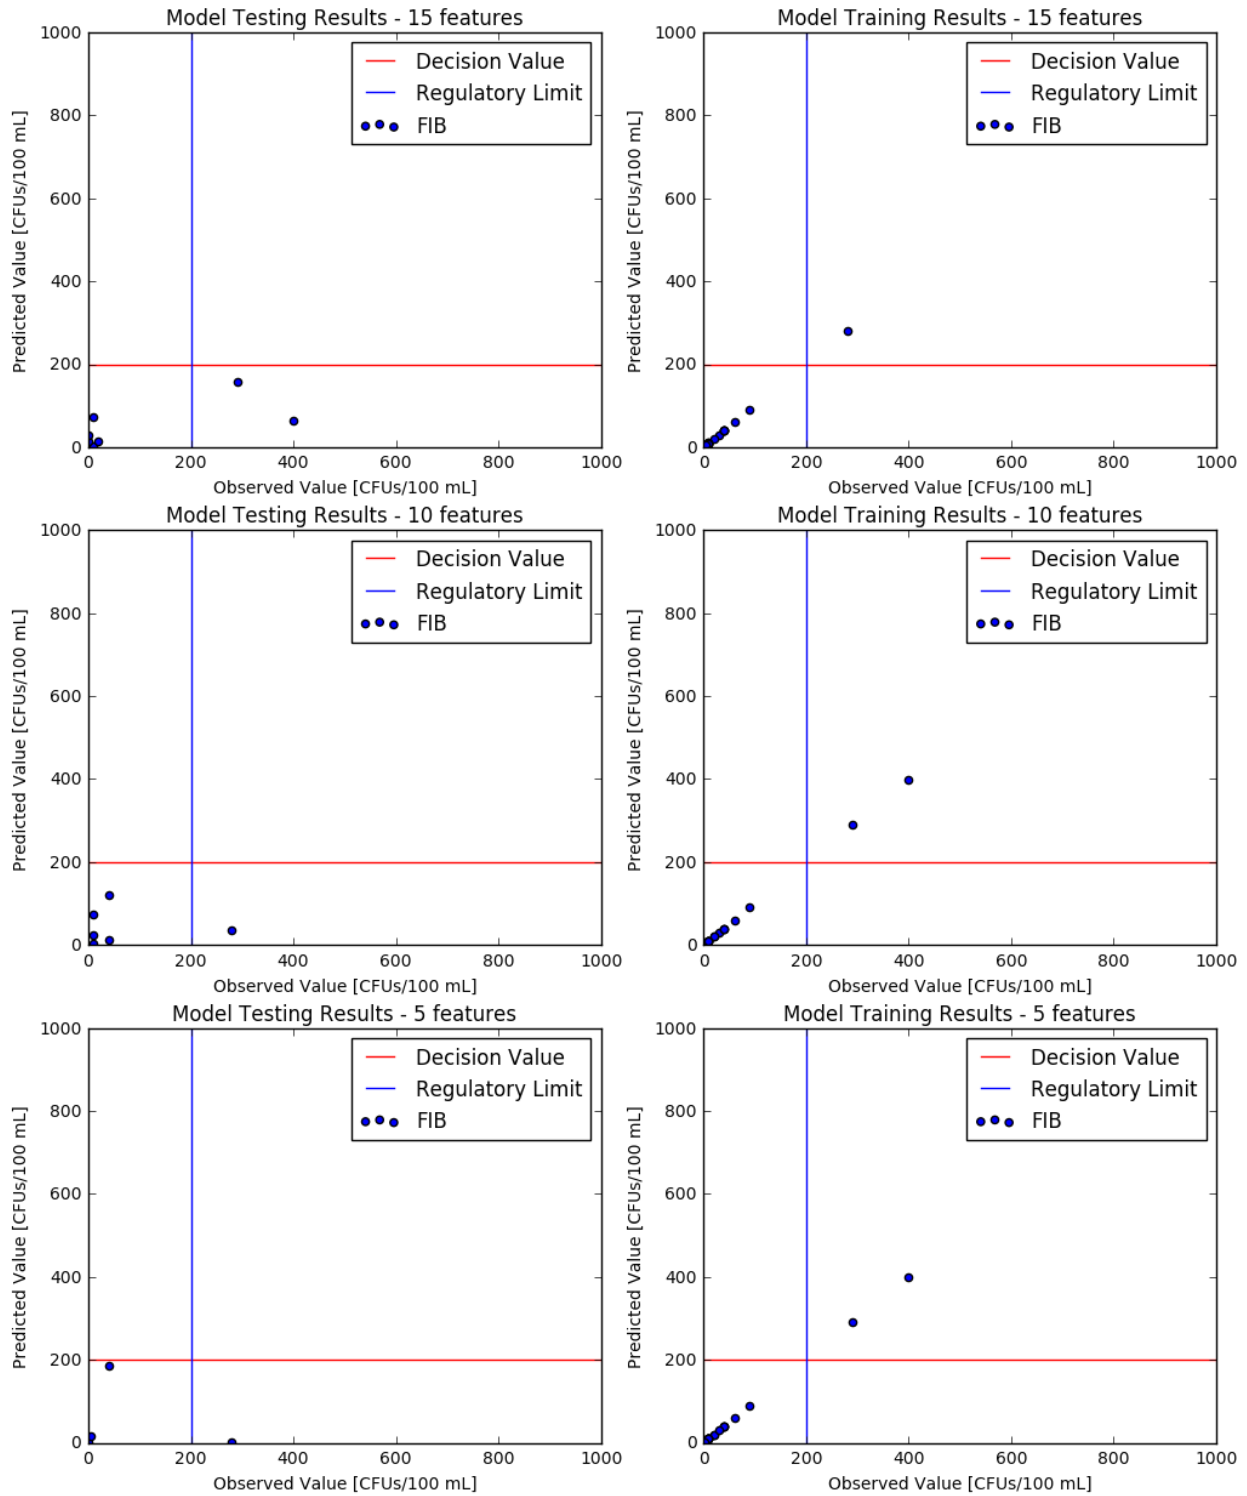 Model Testing Results - 15 features
1000
800
600
400
200
0
Predicted Value [CFUs/100 mL]
Decision Value
Regulatory Limit
FIB
0 200 400 600 800 1000
Observed Value [CFUs/100 mL]
Model Training Results - 15 features
1000
800
600
400
200
0
Predicted Value [CFUs/100 mL]
Decision Value
Regulatory Limit
FIB
0 200 400 600 800 1000
Observed Value [CFUs/100 mL]
Model Testing Results - 10 features
1000
800
600
400
200
0
Predicted Value [CFUs/100 mL]
Decision Value
Regulatory Limit
FIB
0 200 400 600 800 1000
Observed Value [CFUs/100 mL]
Model Training Results - 10 features
1000
800
600
400
200
0
Predicted Value [CFUs/100 mL]
Decision Value
Regulatory Limit
FIB
0 200 400 600 800 1000
Observed Value [CFUs/100 mL]
Model Testing Results - 5 features
1000
800
600
400
200
0
Predicted Value [CFUs/100 mL]
Decision Value
Regulatory Limit
FIB
0 200 400 600 800 1000
Observed Value [CFUs/100 mL]
Model Training Results - 5 features
1000
800
600
400
200
0
Predicted Value [CFUs/100 mL]
Decision Value
Regulatory Limit
FIB
0 200 400 600 800 1000
Observed Value [CFUs/100 mL]